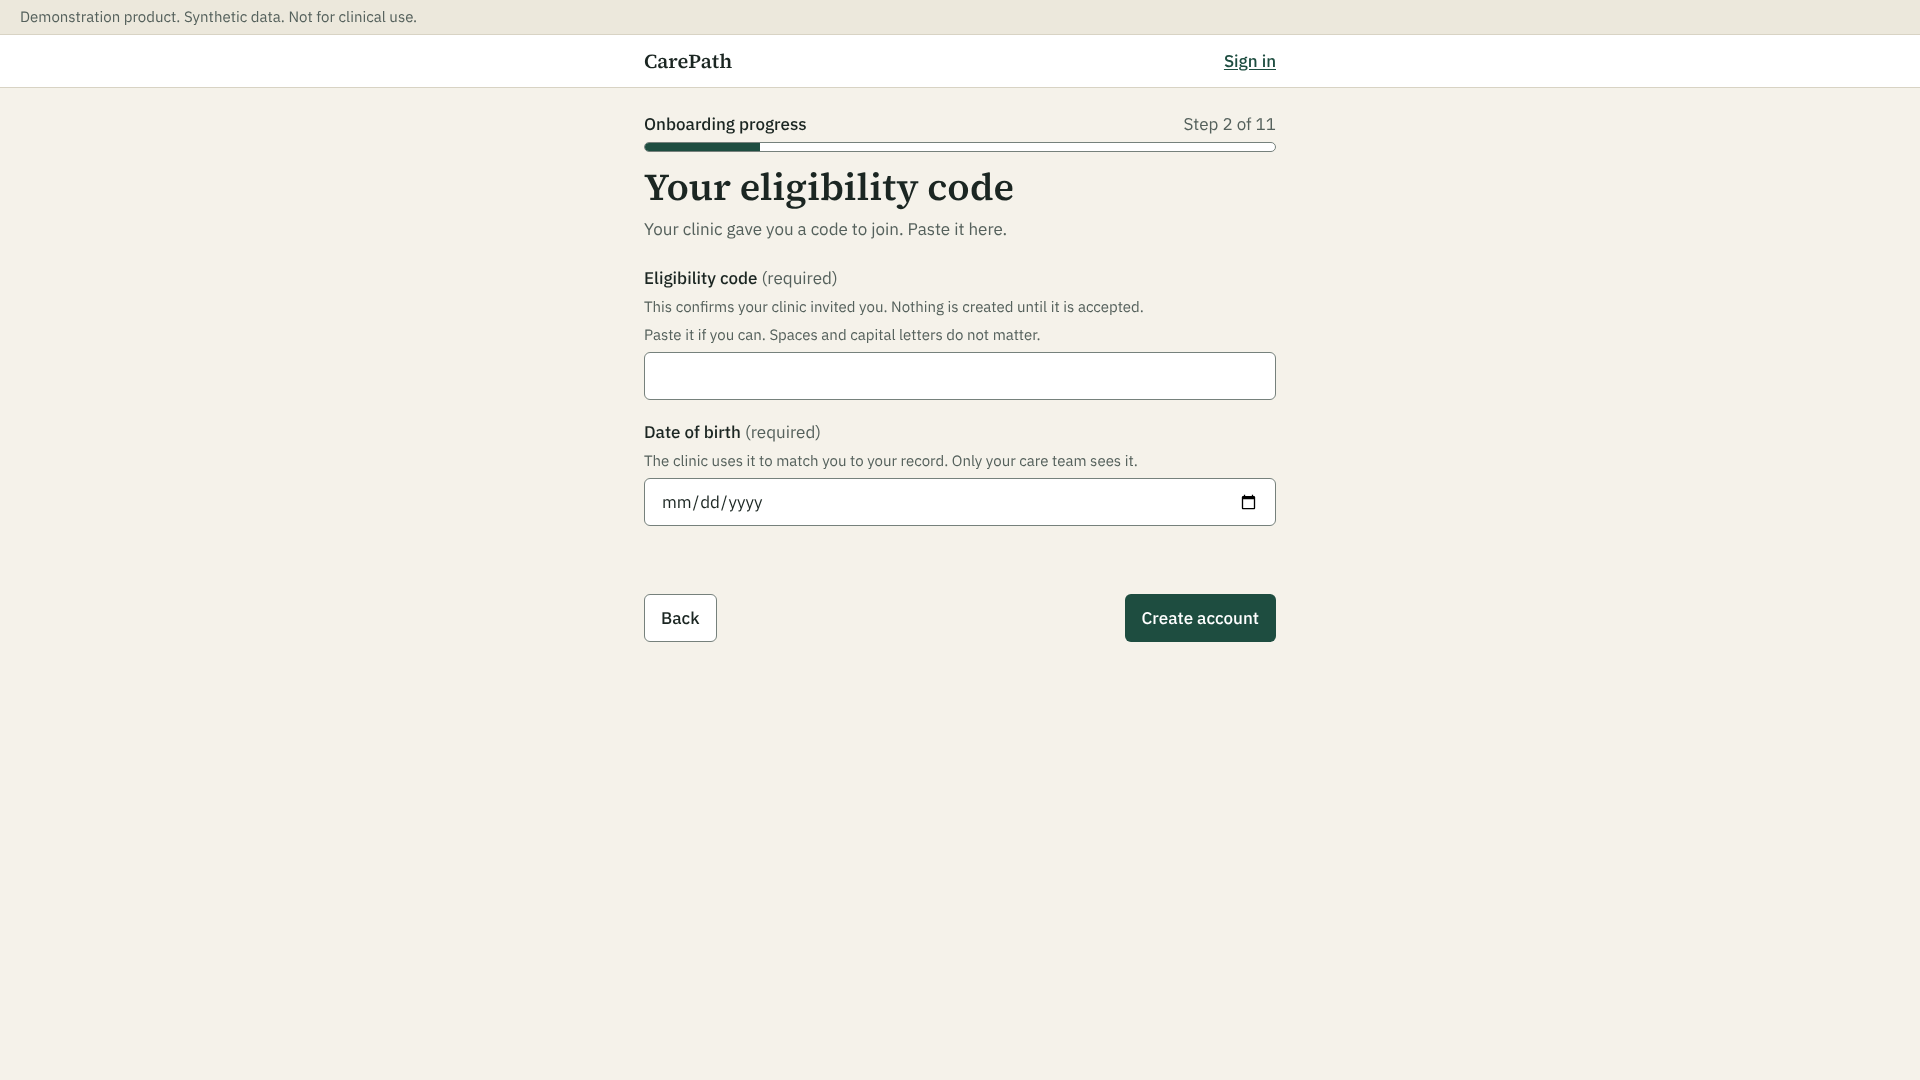 Demonstration product. Synthetic data. Not for clinical use.
CarePath
Sign in
Onboarding progress
Step 2 of 11
Your eligibility code
Your clinic gave you a code to join. Paste it here.
Eligibility code (required)
This confirms your clinic invited you. Nothing is created until it is accepted.
Paste it if you can. Spaces and capital letters do not matter.
Date of birth (required)
The clinic uses it to match you to your record. Only your care team sees it.
mm/dd/yyyy
Back
Create account